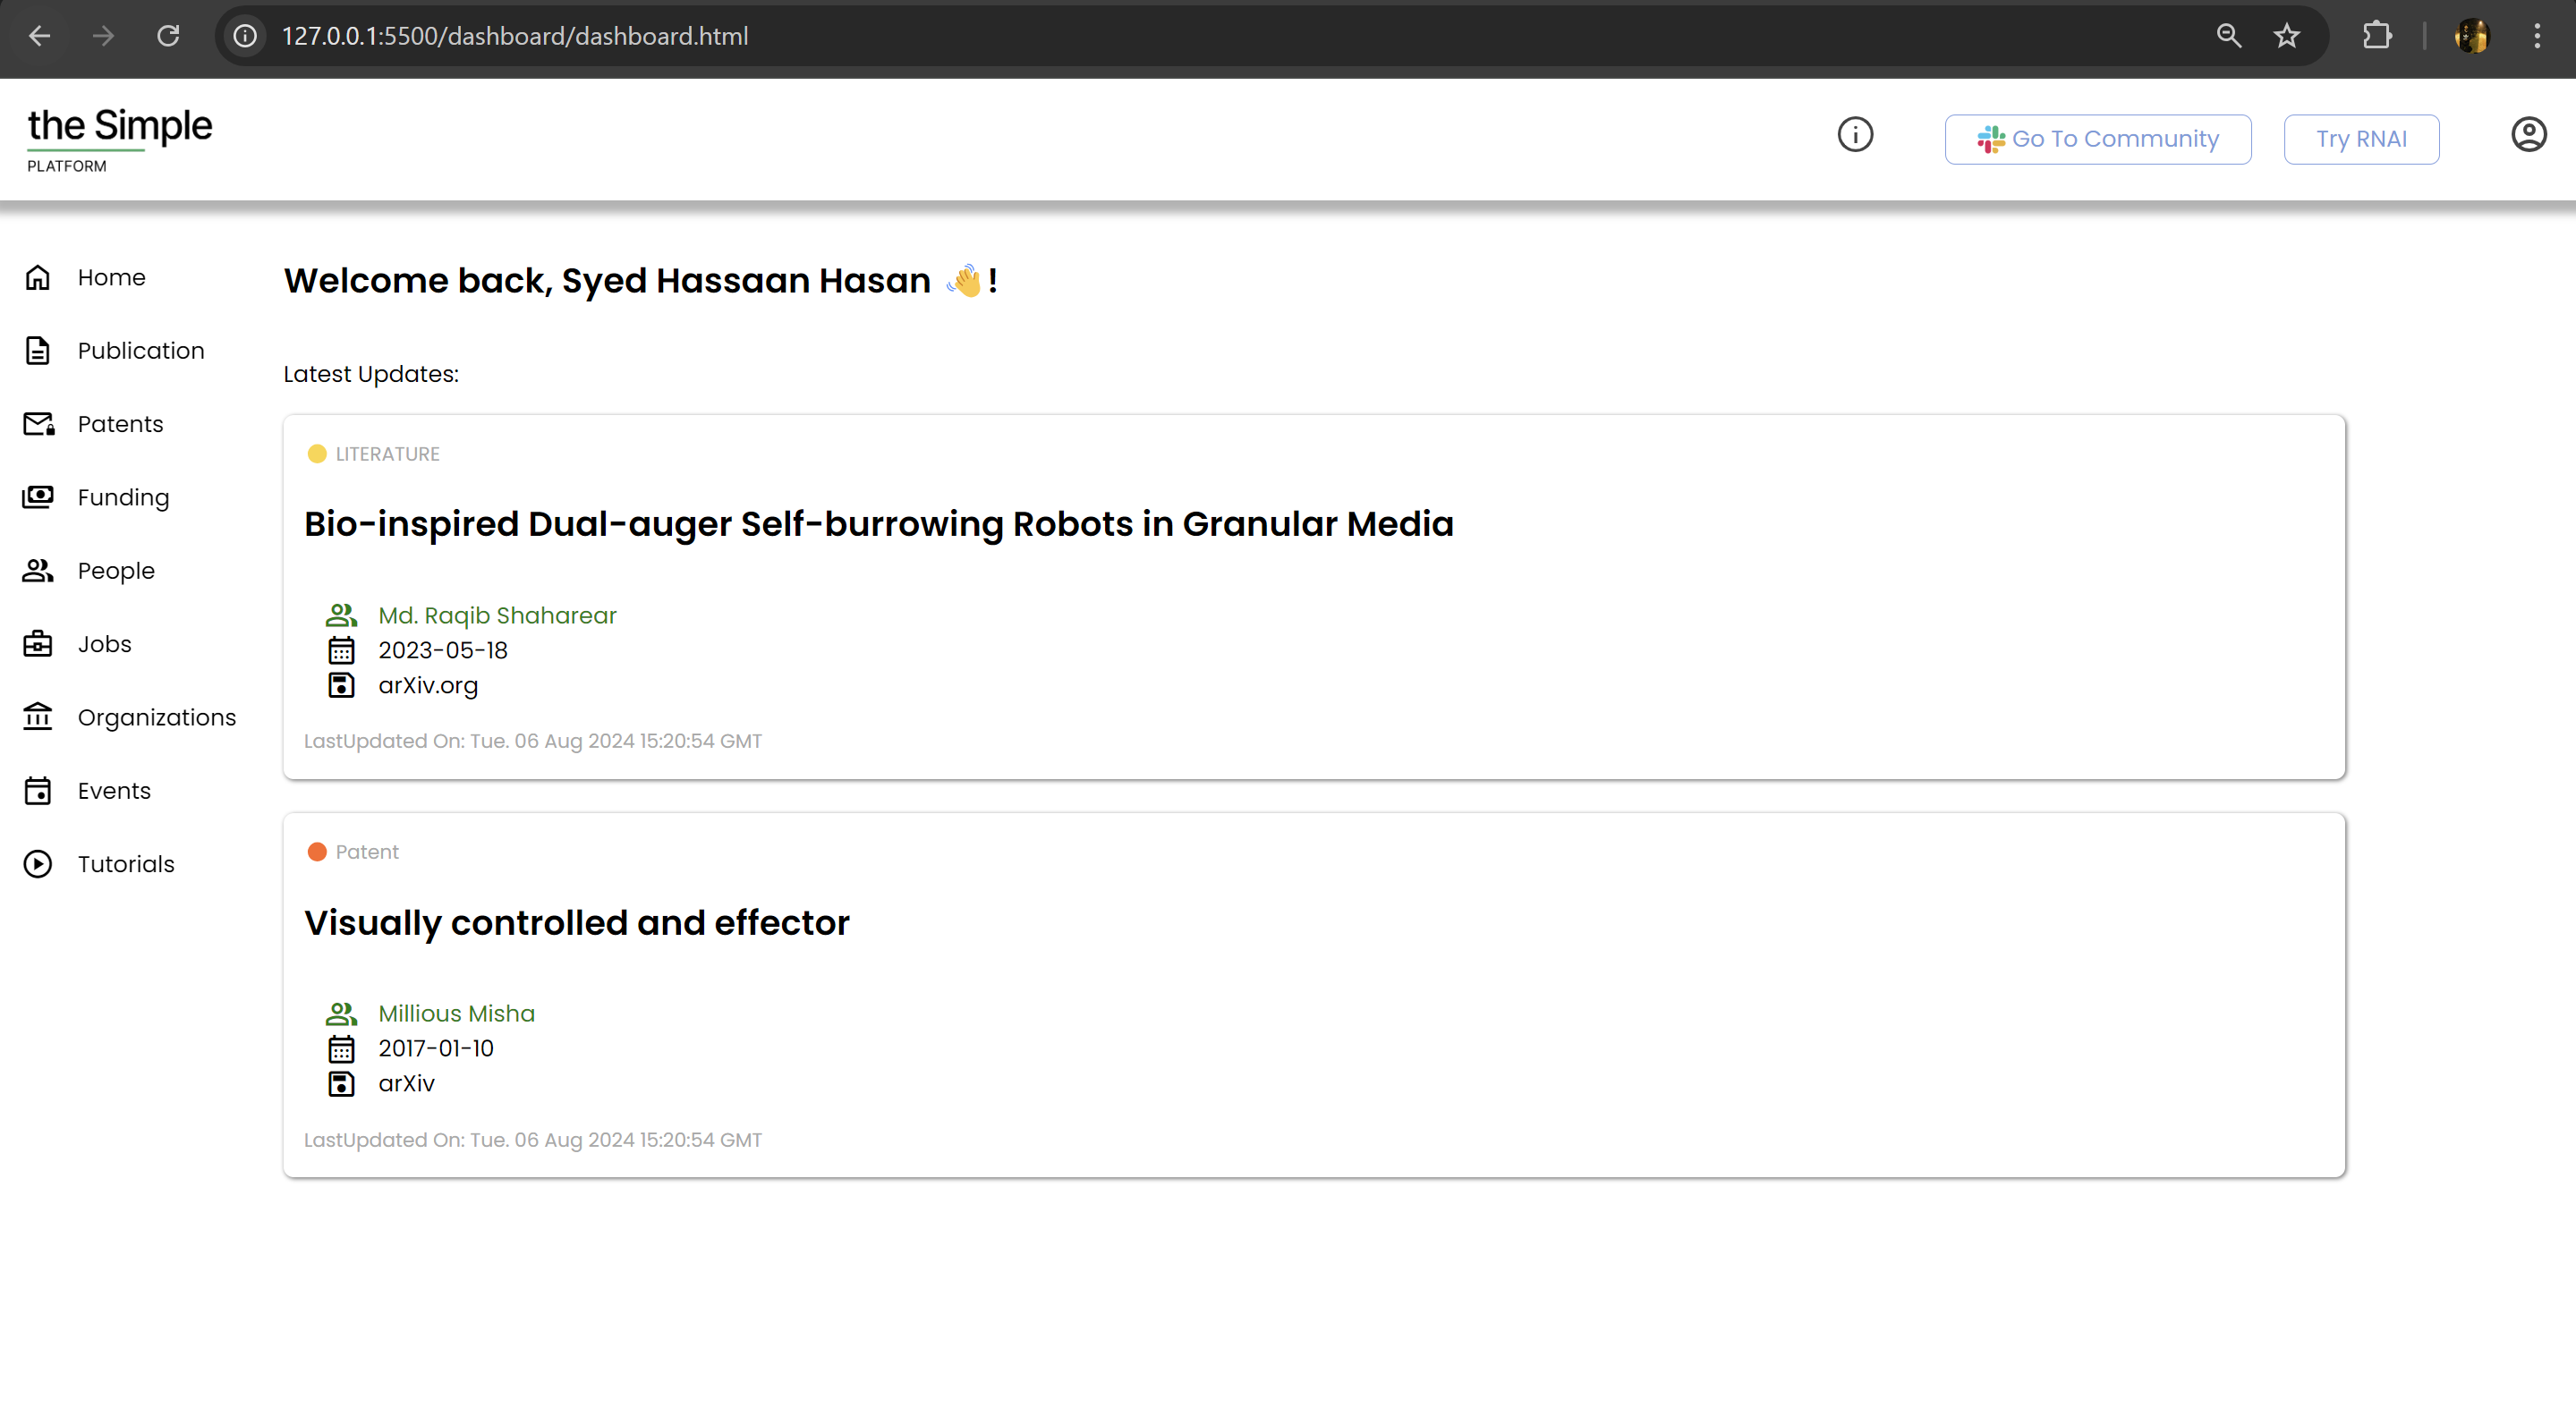 127.0.0.1:5500/dashboard/dashboard.html
the Simple
PLATFORM
Go To Community
Try RNAI
Home
Publication
Patents
Funding
People
Jobs
Organizations
Events
Tutorials
Welcome back, Syed Hassaan Hasan 👋!
Latest Updates:
LITERATURE
Bio-inspired Dual-auger Self-burrowing Robots in Granular Media
Md. Raqib Shaharear
2023-05-18
arXiv.org
LastUpdated On: Tue. 06 Aug 2024 15:20:54 GMT
Patent
Visually controlled and effector
Millious Misha
2017-01-10
arXiv
LastUpdated On: Tue. 06 Aug 2024 15:20:54 GMT